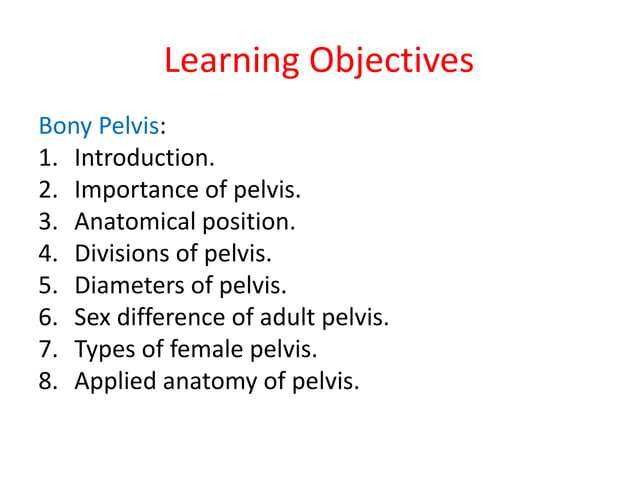 Learning Objectives
Bony Pelvis:
1. Introduction.
2. Importance of pelvis.
3. Anatomical position.
4. Divisions of pelvis.
5. Diameters of pelvis.
6. Sex difference of adult pelvis.
7. Types of female pelvis.
8. Applied anatomy of pelvis.